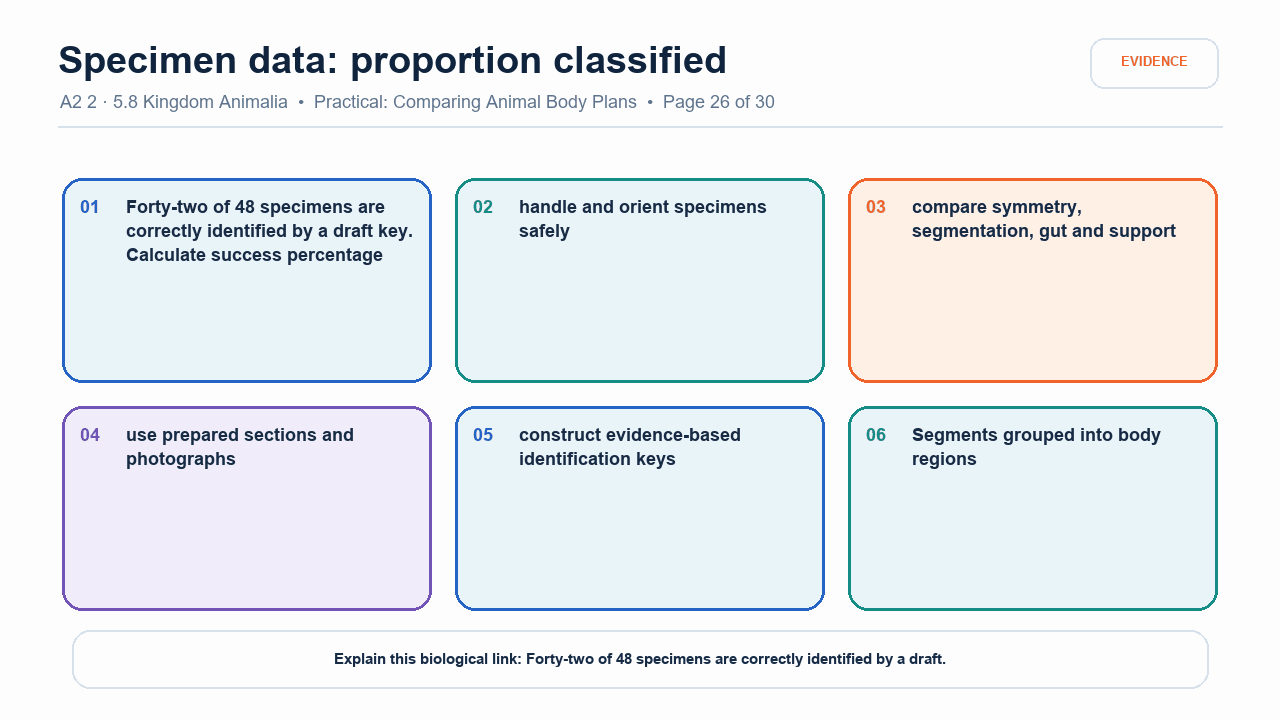 Specimen data: proportion classified
EVIDENCE
A2 2 · 5.8 Kingdom Animalia • Practical: Comparing Animal Body Plans • Page 26 of 30
01 Forty-two of 48 specimens are
correctly identified by a draft key.
Calculate success percentage
02 handle and orient specimens
safely
03 compare symmetry,
segmentation, gut and support
04 use prepared sections and
photographs
05 construct evidence-based
identification keys
06 Segments grouped into body
regions
Explain this biological link: Forty-two of 48 specimens are correctly identified by a draft.